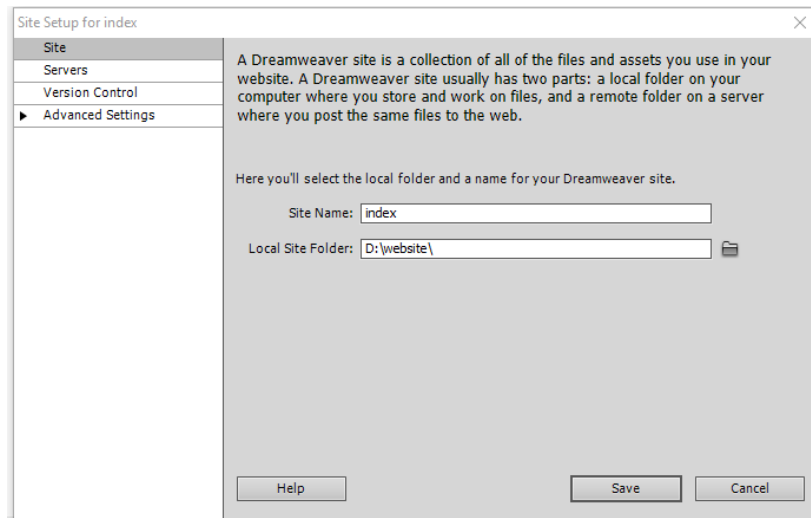 Site Setup for index
Site
Servers
Version Control
Advanced Settings
A Dreamweaver site is a collection of all of the files and assets you use in your
website. A Dreamweaver site usually has two parts: a local folder on your
computer where you store and work on files, and a remote folder on a server
where you post the same files to the web.
Here you'll select the local folder and a name for your Dreamweaver site.
Site Name: index
Local Site Folder: D:\website\
Help Save Cancel